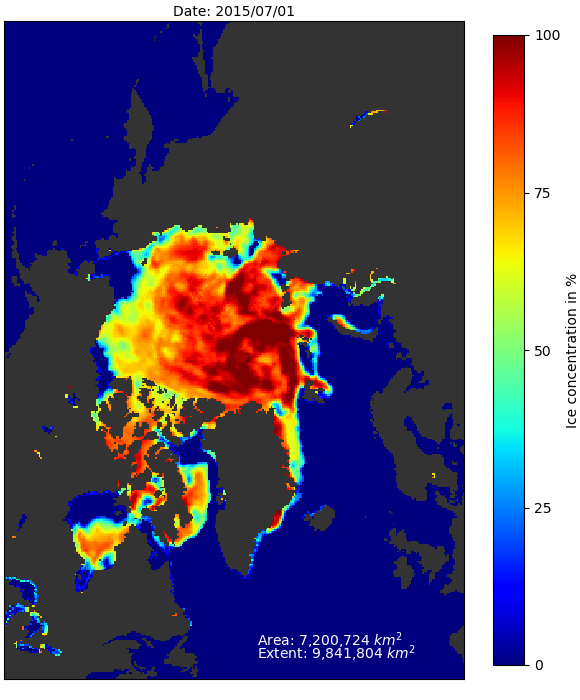 Date: 2015/07/01
100
75
50
25
0
Ice concentration in %
Area: 7,200,724 km²
Extent: 9,841,804 km²